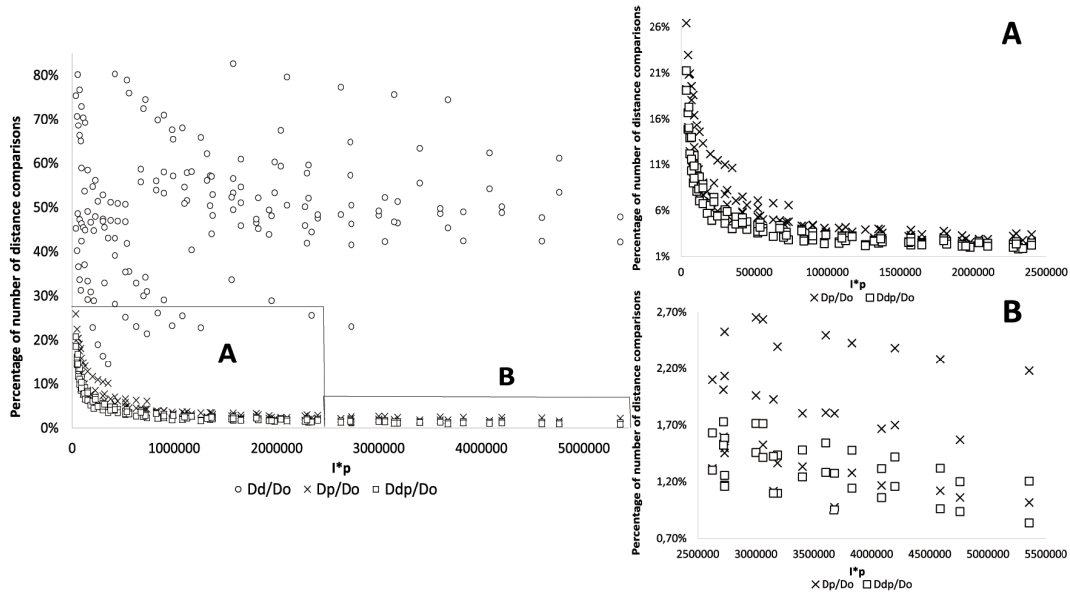 Percentage of number of distance comparisons
80%
70%
60%
50%
40%
30%
20%
10%
0%
A
B
0 1000000 2000000 3000000 4000000 5000000
I*p
Dd/Do Dp/Do Ddp/Do
Percentage of number of distance comparisons
26%
21%
16%
11%
6%
1%
A
0 500000 1000000 1500000 2000000 2500000
I*p
Dp/Do Ddp/Do
Percentage of number of distance comparisons
2,70%
2,20%
1,70%
1,20%
0,70%
B
2500000 3000000 3500000 4000000 4500000 5000000 5500000
I*p
Dp/Do Ddp/Do